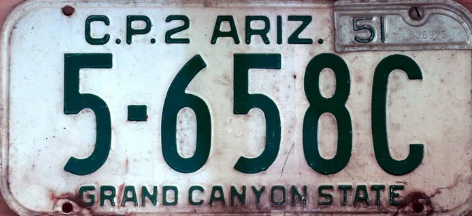 C.P.2 ARIZ. 51
5-658C
GRAND CANYON STATE